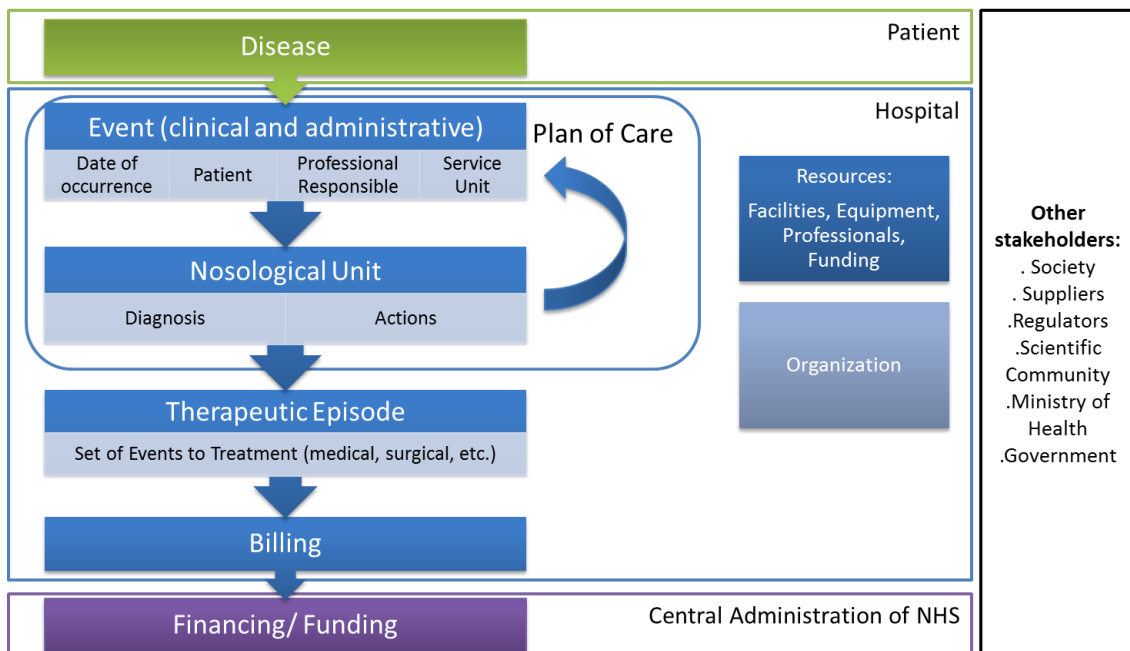 Disease
Patient
Hospital
Event (clinical and administrative)
Plan of Care
Date of
occurrence
Patient
Professional
Responsible
Service
Unit
Nosological Unit
Diagnosis
Actions
Therapeutic Episode
Set of Events to Treatment (medical, surgical, etc.)
Billing
Resources:
Facilities, Equipment,
Professionals,
Funding
Organization
Financing/ Funding
Central Administration of NHS
Other
stakeholders:
. Society
. Suppliers
.Regulators
.Scientific
Community
.Ministry of
Health
.Government